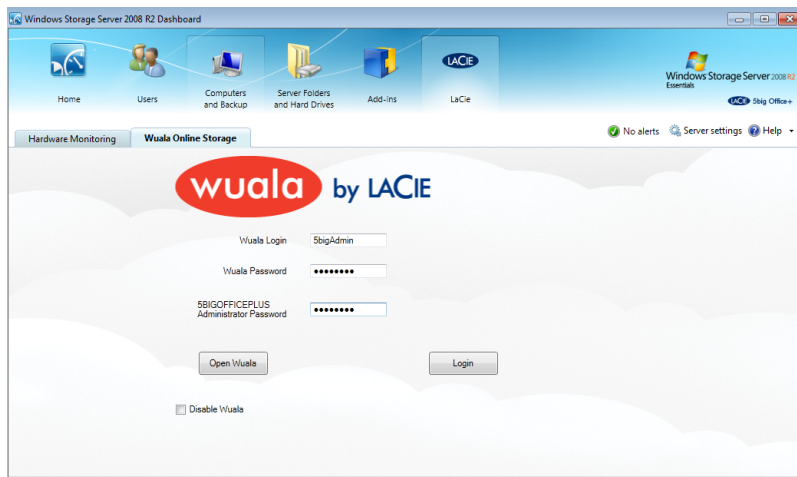 Windows Storage Server 2008 R2 Dashboard
Home
Users
Computers
and Backup
Server Folders
and Hard Drives
Add-ins
LACIE
LaCie
Windows Storage Server 2008 R2
Essentials
LACIE 5big Office+
Hardware Monitoring
Wuala Online Storage
No alerts
Server settings
Help
wuala by LACIE
Wuala Login
5bigAdmin
Wuala Password
5BIGOFFICEPLUS
Administrator Password
Open Wuala
Login
Disable Wuala